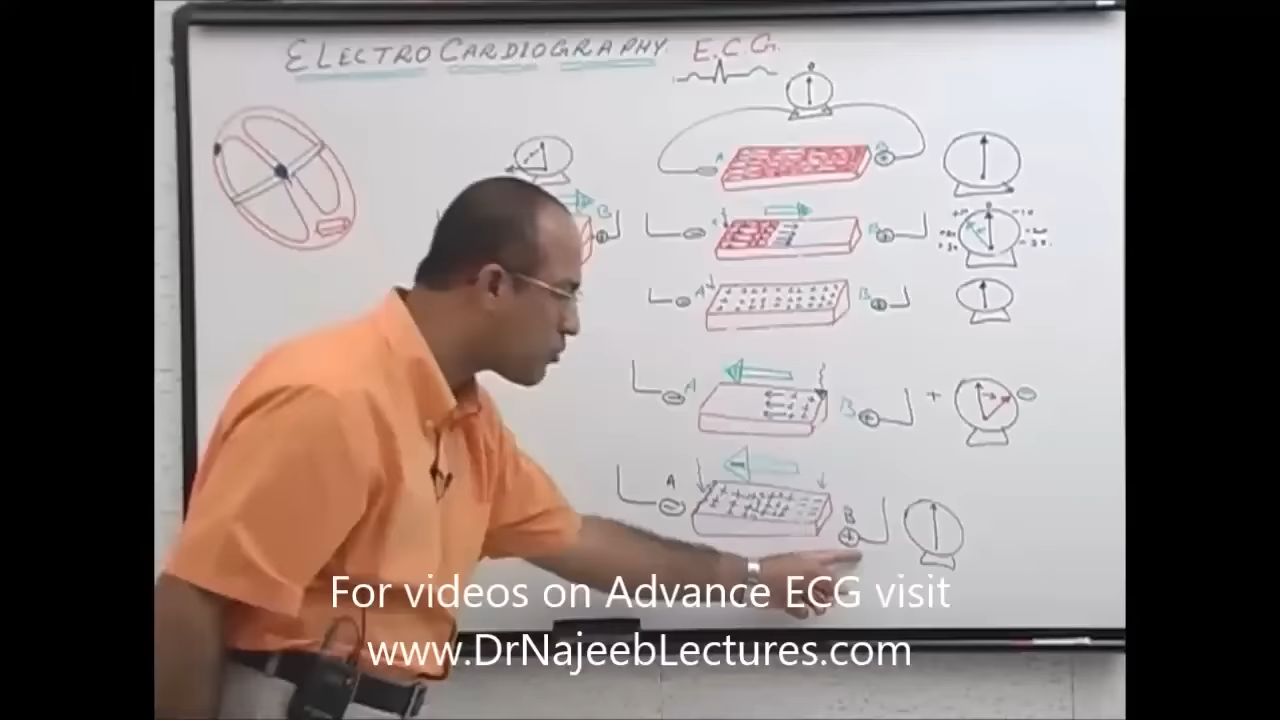 ELECTRO CARDIOGRAPHY E.C.G.
A B
B
B
A B
A B
A B
For videos on Advance ECG visit
www.DrNajeebLectures.com